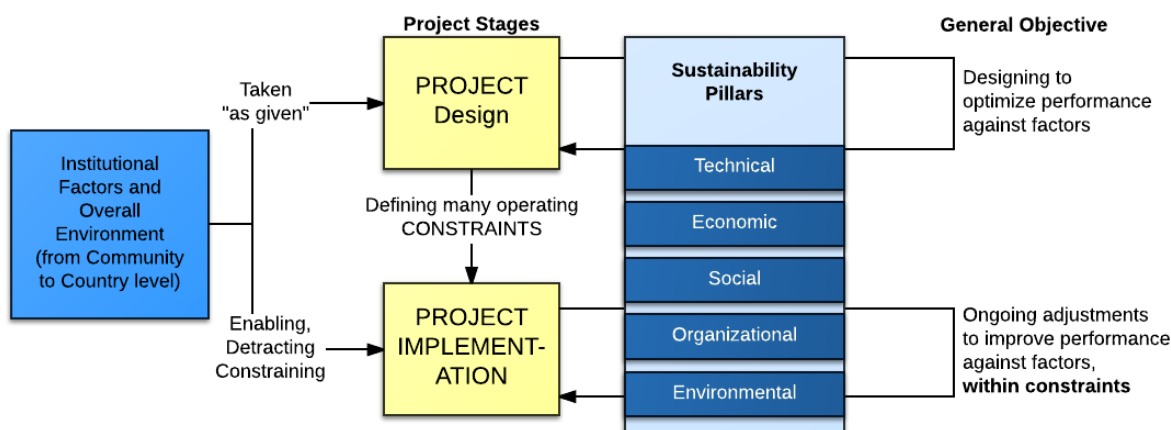 Project Stages
General Objective
Institutional
Factors and
Overall
Environment
(from Community
to Country level)
Taken
"as given"
Enabling,
Detracting
Constraining
PROJECT
Design
Defining many operating
CONSTRAINTS
PROJECT
IMPLEMENT-
ATION
Sustainability
Pillars
Technical
Economic
Social
Organizational
Environmental
Designing to
optimize performance
against factors
Ongoing adjustments
to improve performance
against factors,
within constraints